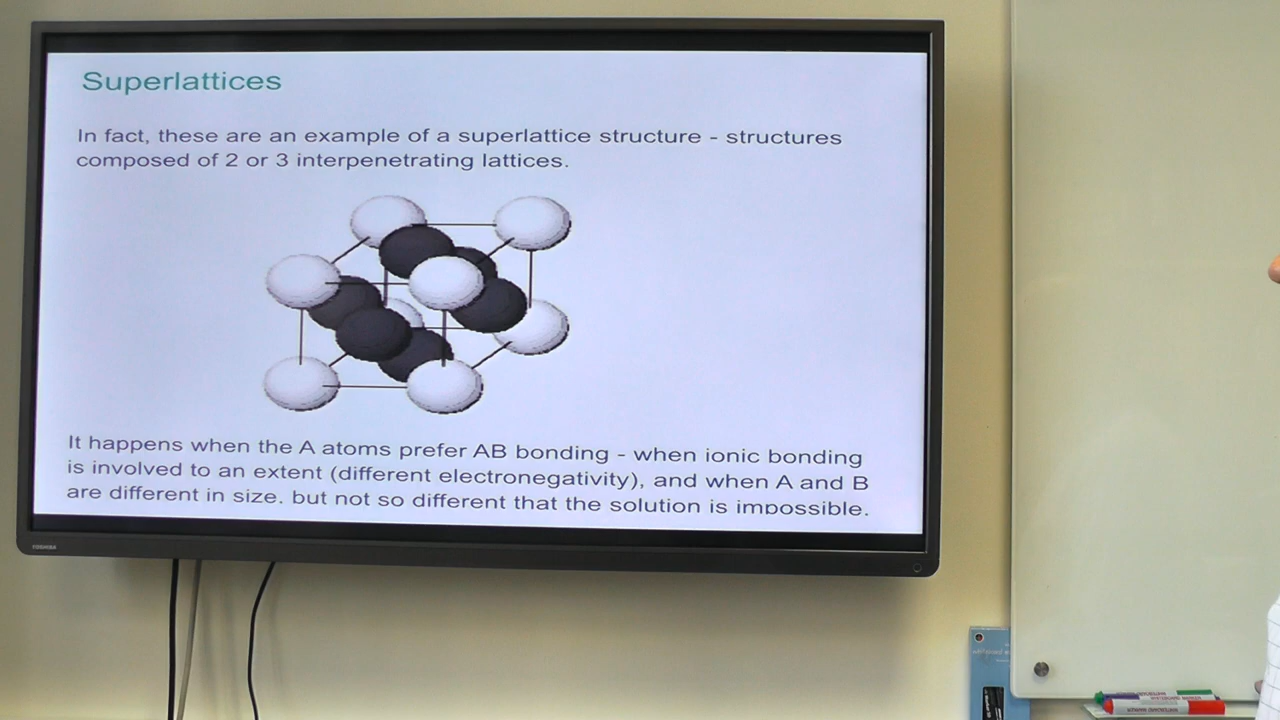 Superlattices
In fact, these are an example of a superlattice structure - structures
composed of 2 or 3 interpenetrating lattices.
It happens when the A atoms prefer AB bonding - when ionic bonding
is involved to an extent (different electronegativity), and when A and B
are different in size. but not so different that the solution is impossible.
TOSHIBA